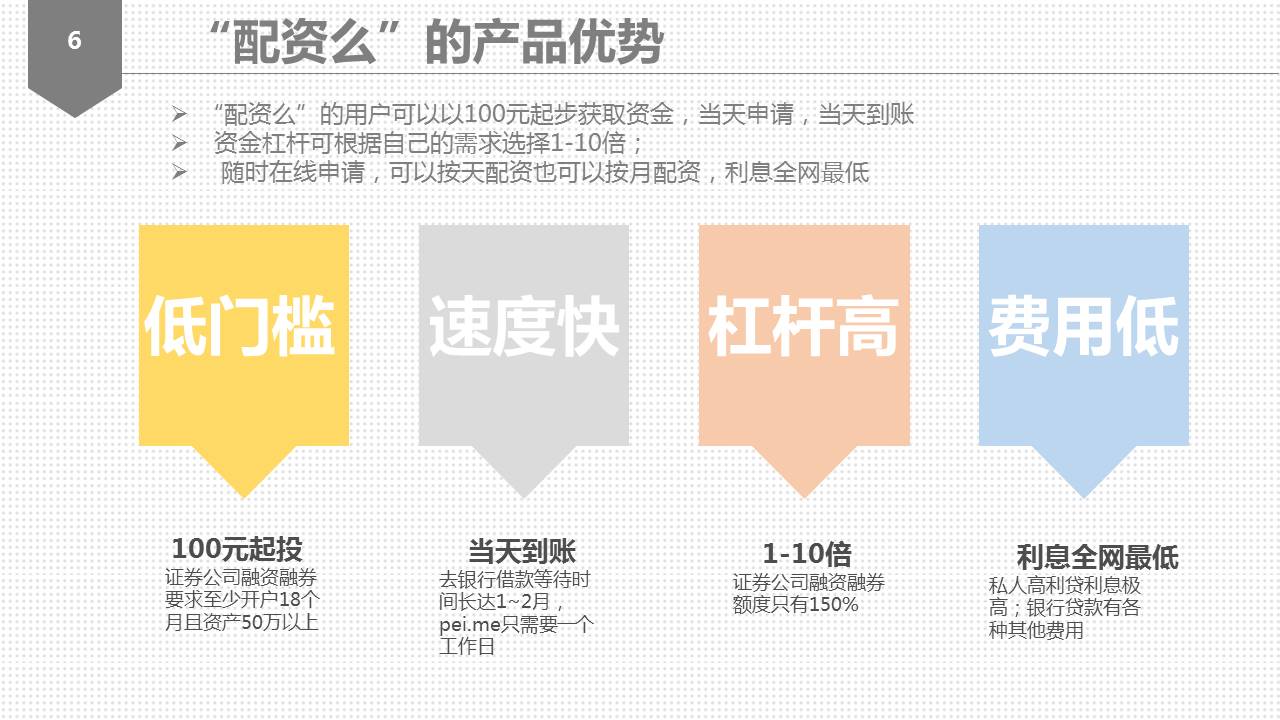 6
“配资么”的产品优势
“配资么”的用户可以以100元起步获取资金，当天申请，当天到账
资金杠杆可根据自己的需求选择1-10倍；
随时在线申请，可以按天配资也可以按月配资，利息全网最低
低门槛
速度快
杠杆高
费用低
100元起投
证券公司融资融券
要求至少开户18个
月且资产50万以上
当天到账
去银行借款等待时
间长达1~2月，
pei.me只需要一个
工作日
1-10倍
证券公司融资融券
额度只有150%
利息全网最低
私人高利贷利息极
高；银行贷款有各
种其他费用